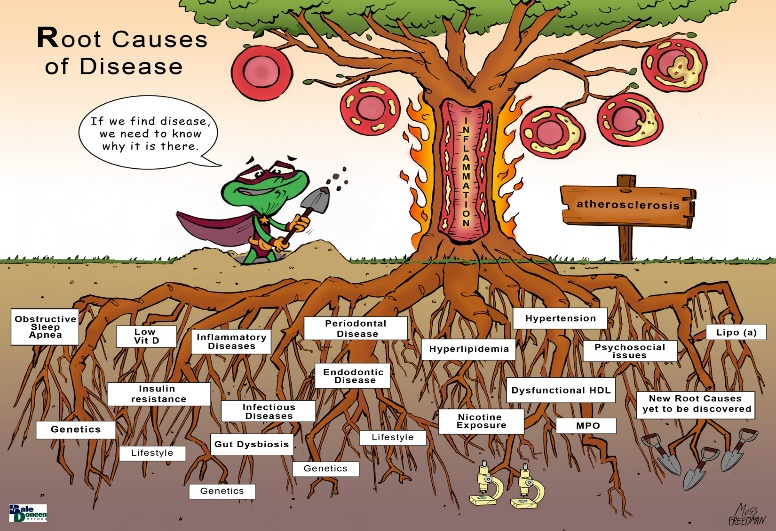 Root Causes
of Disease
If we find disease,
we need to know
why it is there.
INFLAMMATION
atherosclerosis
Obstructive
Sleep
Apnea
Low
Vit D
Inflammatory
Diseases
Periodontal
Disease
Hypertension
Lipo (a)
Hyperlipidemia
Psychosocial
issues
Endodontic
Disease
Insulin
resistance
Dysfunctional HDL
New Root Causes
yet to be discovered
Infectious
Diseases
Nicotine
Exposure
MPO
Genetics
Gut Dysbiosis
Lifestyle
Lifestyle
Genetics
Genetics
Bale
Doneen
Moss
FREEDMAN